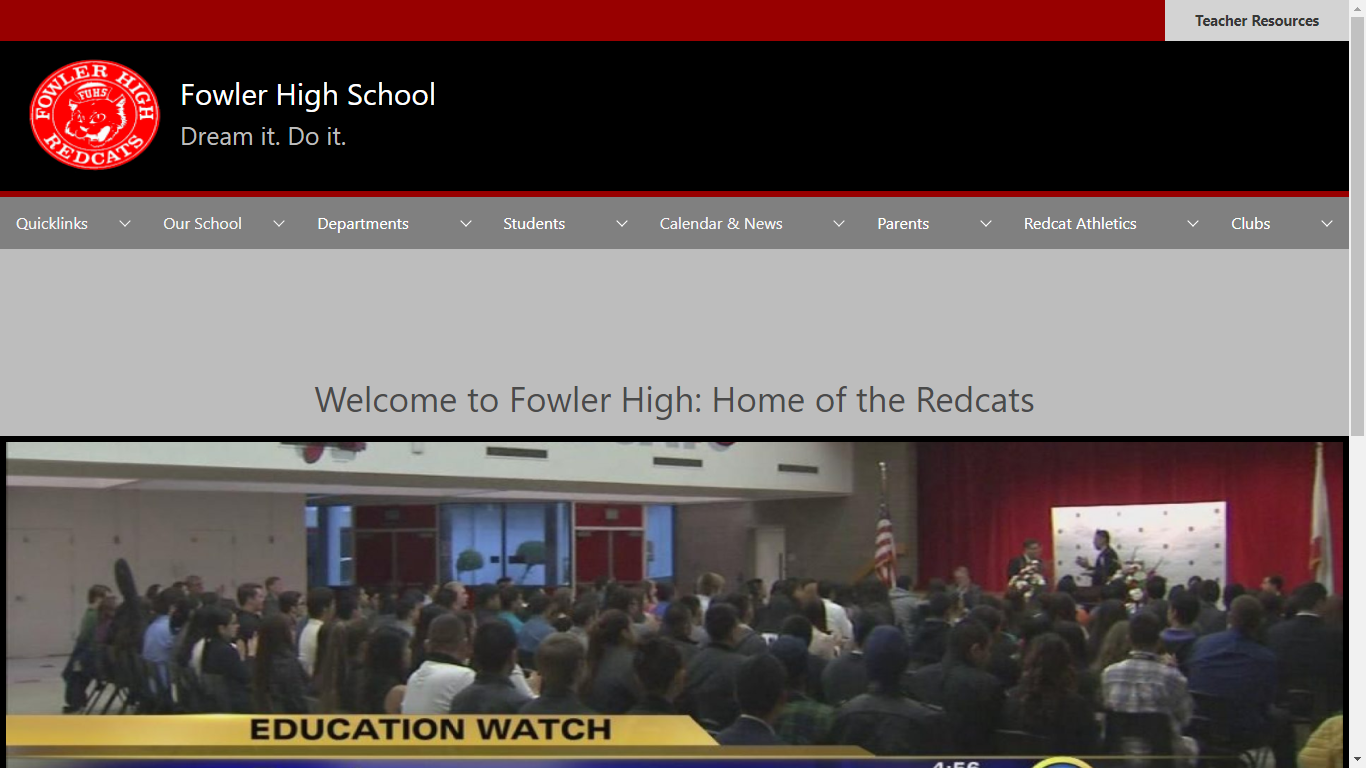 Teacher Resources
FOWLER HIGH
FUHS
REDCATS
Fowler High School
Dream it. Do it.
Quicklinks
Our School
Departments
Students
Calendar & News
Parents
Redcat Athletics
Clubs
Welcome to Fowler High: Home of the Redcats
EDUCATION WATCH
4:56